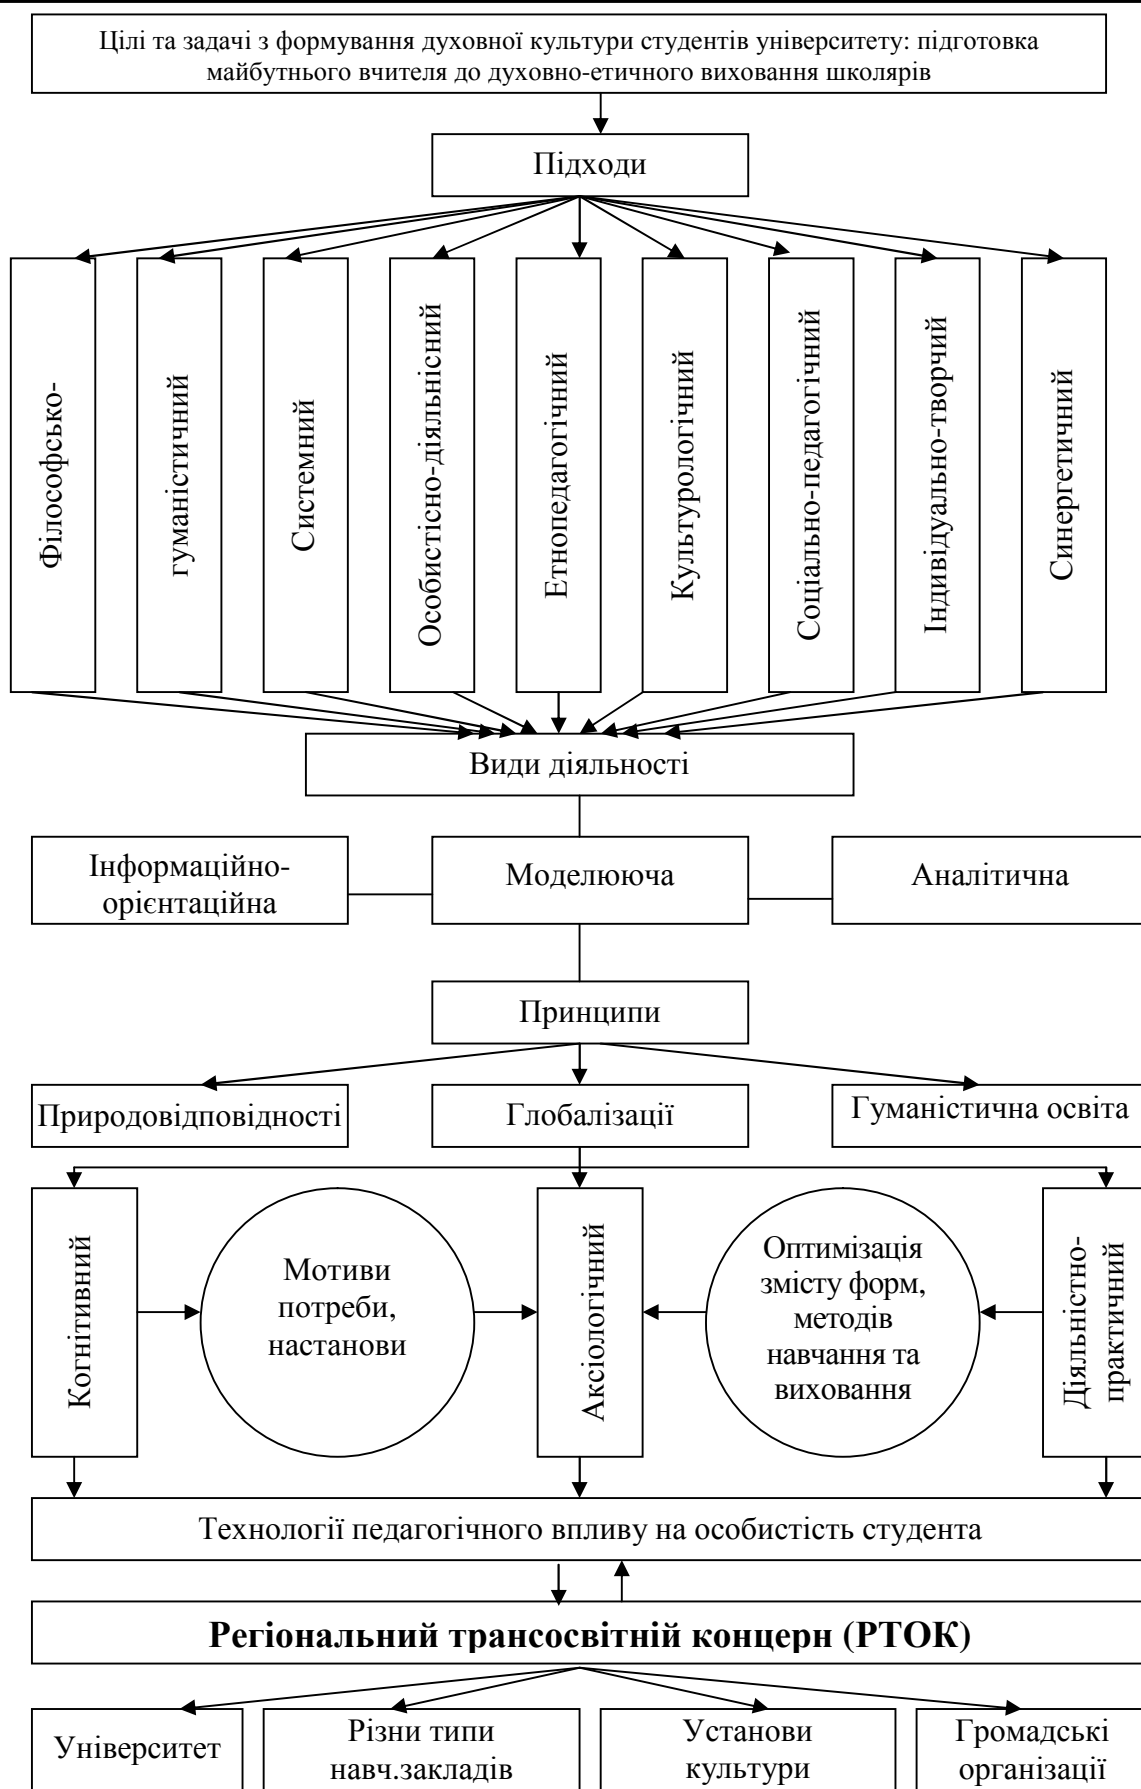 Цілі та задачі з формування духовної культури студентів університету: підготовка
майбутнього вчителя до духовно-етичного виховання школярів
Підходи
Філософсько-
гуманістичний
Системний
Особистісно-діяльнісний
Етнопедагогічний
Культурологічний
Соціально-педагогічний
Індивідуально-творчий
Синергетичний
Види діяльності
Інформаційно-
орієнтаційна
Моделююча
Аналітична
Принципи
Природовідповідності
Глобалізації
Гуманістична освіта
Когнітивний
Мотиви
потреби,
настанови
Аксіологічний
Оптимізація
змісту форм,
методів
навчання та
виховання
Діяльністно-
практичний
Технології педагогічного впливу на особистість студента
Регіональний трансосвітній концерн (РТОК)
Університет
Різни типи
навч.закладів
Установи
культури
Громадські
організації